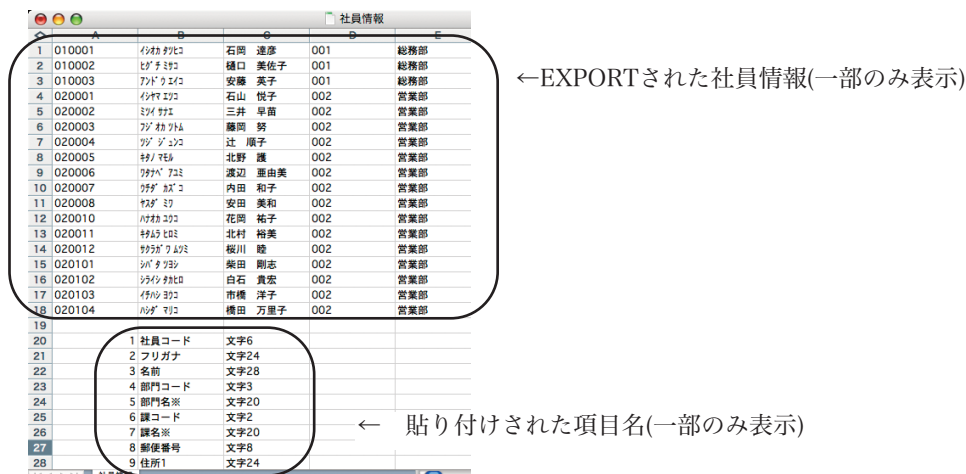 社員情報
A B C D E
1 010001 ｲｼｵｶ ﾀﾂﾋｺ 石岡　達彦 001 総務部
2 010002 ﾋｸﾞﾁ ﾐｻｺ 樋口　美佐子 001 総務部
3 010003 ｱﾝﾄﾞｳ ｴｲｺ 安藤　英子 001 総務部
←EXPORTされた社員情報(一部のみ表示)
4 020001 ｲｼﾔﾏ ｴﾂｺ 石山　悦子 002 営業部
5 020002 ﾐﾂｲ ｻﾅｴ 三井　早苗 002 営業部
6 020003 ﾌｼﾞｵｶ ﾂﾄﾑ 藤岡　努 002 営業部
7 020004 ﾂｼﾞ ｼﾞｭﾝｺ 辻　順子 002 営業部
8 020005 ｷﾀﾉ ﾏﾓﾙ 北野　護 002 営業部
9 020006 ﾜﾀﾅﾍﾞ ｱﾕﾐ 渡辺　亜由美 002 営業部
10 020007 ｳﾁﾀﾞ ｶｽﾞｺ 内田　和子 002 営業部
11 020008 ﾔｽﾀﾞ ﾐﾜ 安田　美和 002 営業部
12 020010 ﾊﾅｵｶ ﾕｳｺ 花岡　祐子 002 営業部
13 020011 ｷﾀﾑﾗ ﾋﾛﾐ 北村　裕美 002 営業部
14 020012 ｻｸﾗｶﾞﾜ ﾑﾂﾐ 桜川　睦 002 営業部
15 020101 ｼﾊﾞﾀ ﾂﾖｼ 柴田　剛志 002 営業部
16 020102 ｼﾗｲｼ ﾀｶﾋﾛ 白石　貴宏 002 営業部
17 020103 ｲﾁﾊｼ ﾖｳｺ 市橋　洋子 002 営業部
18 020104 ﾊｼﾀﾞ ﾏﾘｺ 橋田　万里子 002 営業部
19
20 1 社員コード 文字6
21 2 フリガナ 文字24
22 3 名前 文字28
23 4 部門コード 文字3
24 5 部門名※ 文字20
25 6 課コード 文字2
←　貼り付けされた項目名(一部のみ表示)
26 7 課名※ 文字20
27 8 郵便番号 文字8
28 9 住所1 文字24